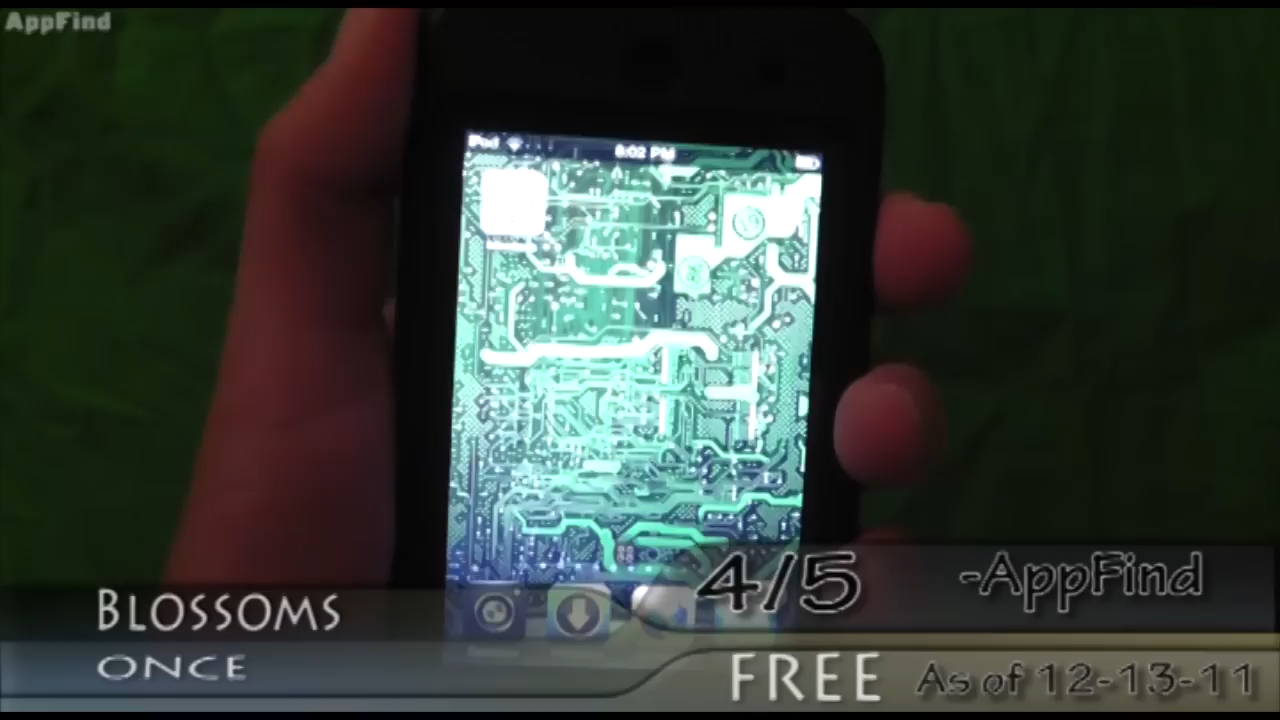 AppFind
iPod 8:02 PM
4/5 -AppFind
BLOSSOMS
ONCE
FREE As of 12-13-11